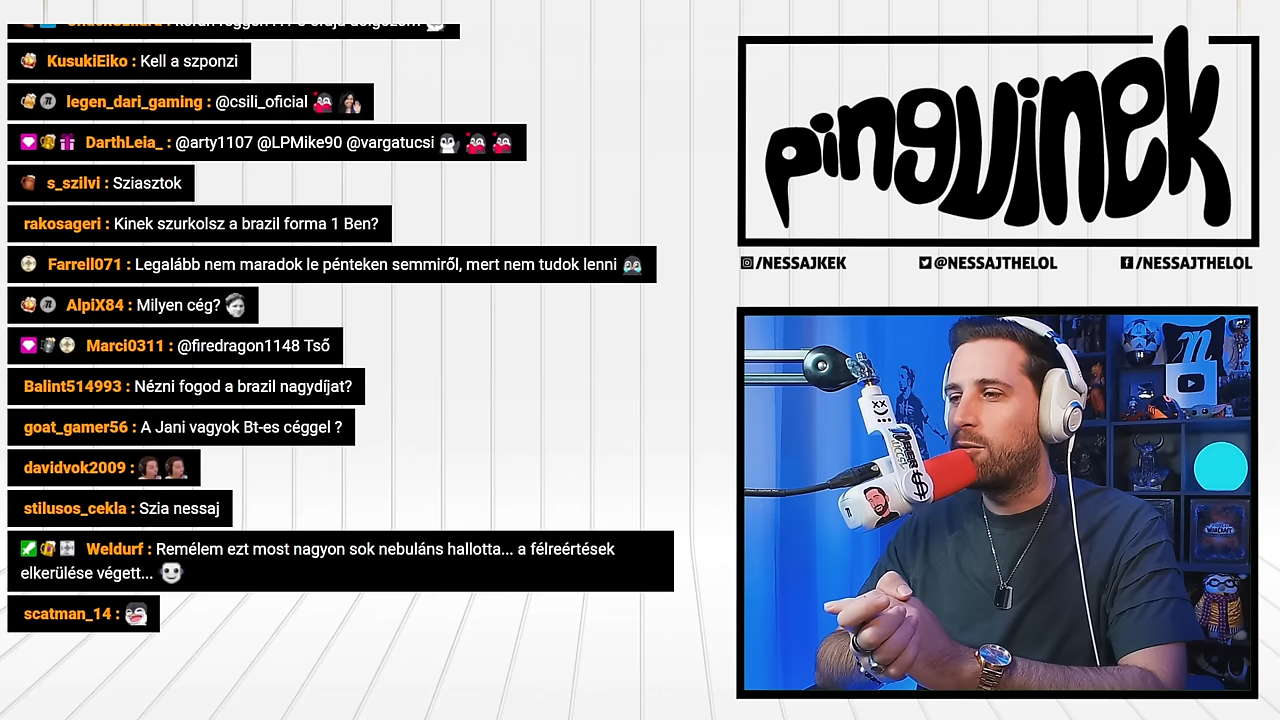 KusukiEiko : Kell a szponzi
legen_dari_gaming : @csili_oficial
DarthLeia_ : @arty1107 @LPMike90 @vargatucsi
s_szilvi : Sziasztok
rakosageri : Kinek szurkolsz a brazil forma 1 Ben?
Farrell071 : Legalább nem maradok le pénteken semmiről, mert nem tudok lenni
AlpiX84 : Milyen cég?
Marci0311 : @firedragon1148 Tső
Balint514993 : Nézni fogod a brazil nagydíjat?
goat_gamer56 : A Jani vagyok Bt-es céggel ?
davidvok2009 :
stilusos_cekla : Szia nessaj
Weldurf : Remélem ezt most nagyon sok nebuláns hallotta... a félreértések
elkerülése végett...
scatman_14 :
pingvinek
/NESSAJKEK
@NESSAJTHELOL
/NESSAJTHELOL